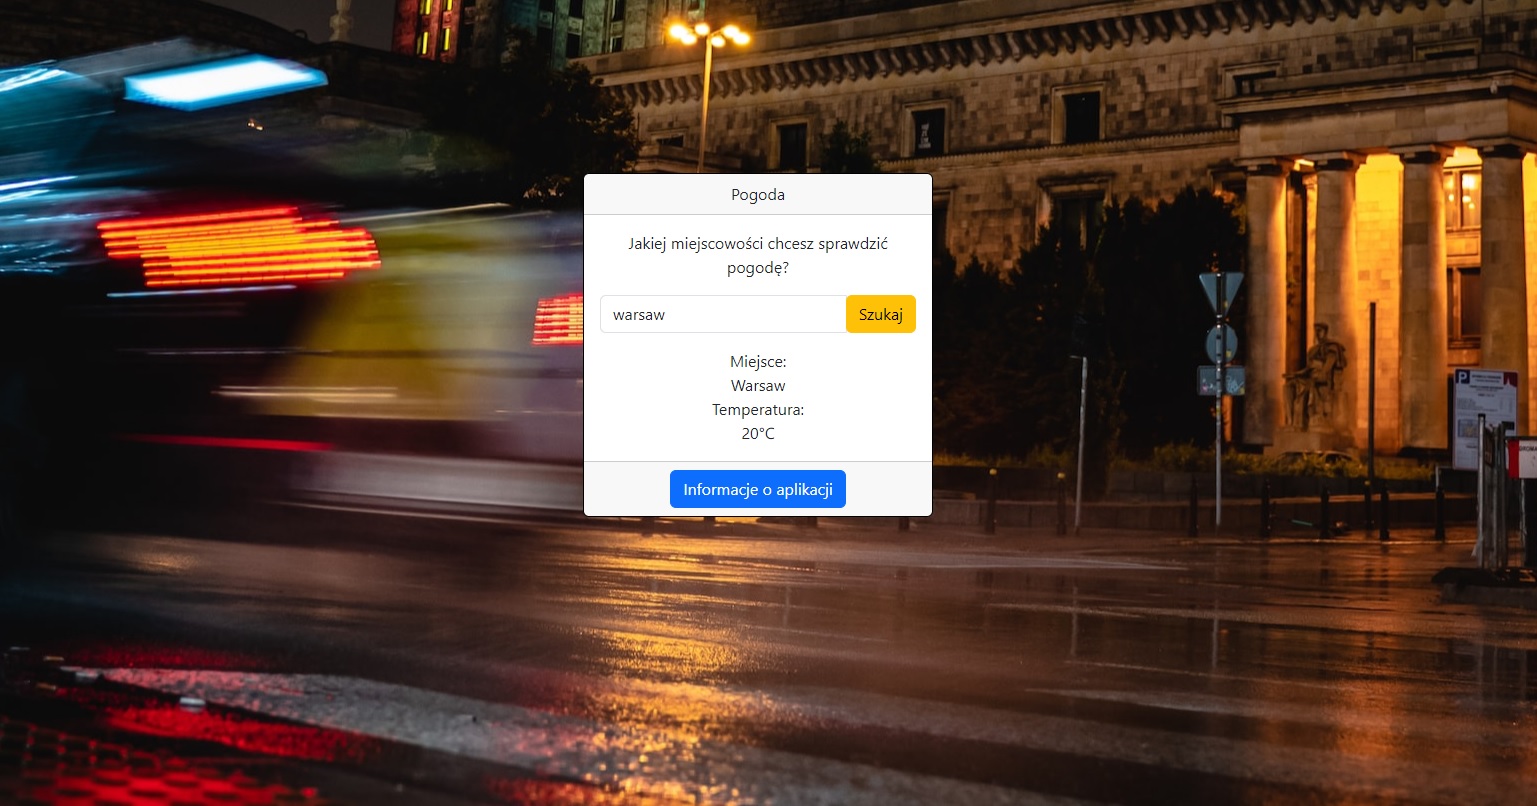 Pogoda
Jakiej miejscowości chcesz sprawdzić
pogodę?
warsaw
Szukaj
Miejsce:
Warsaw
Temperatura:
20°C
Informacje o aplikacji